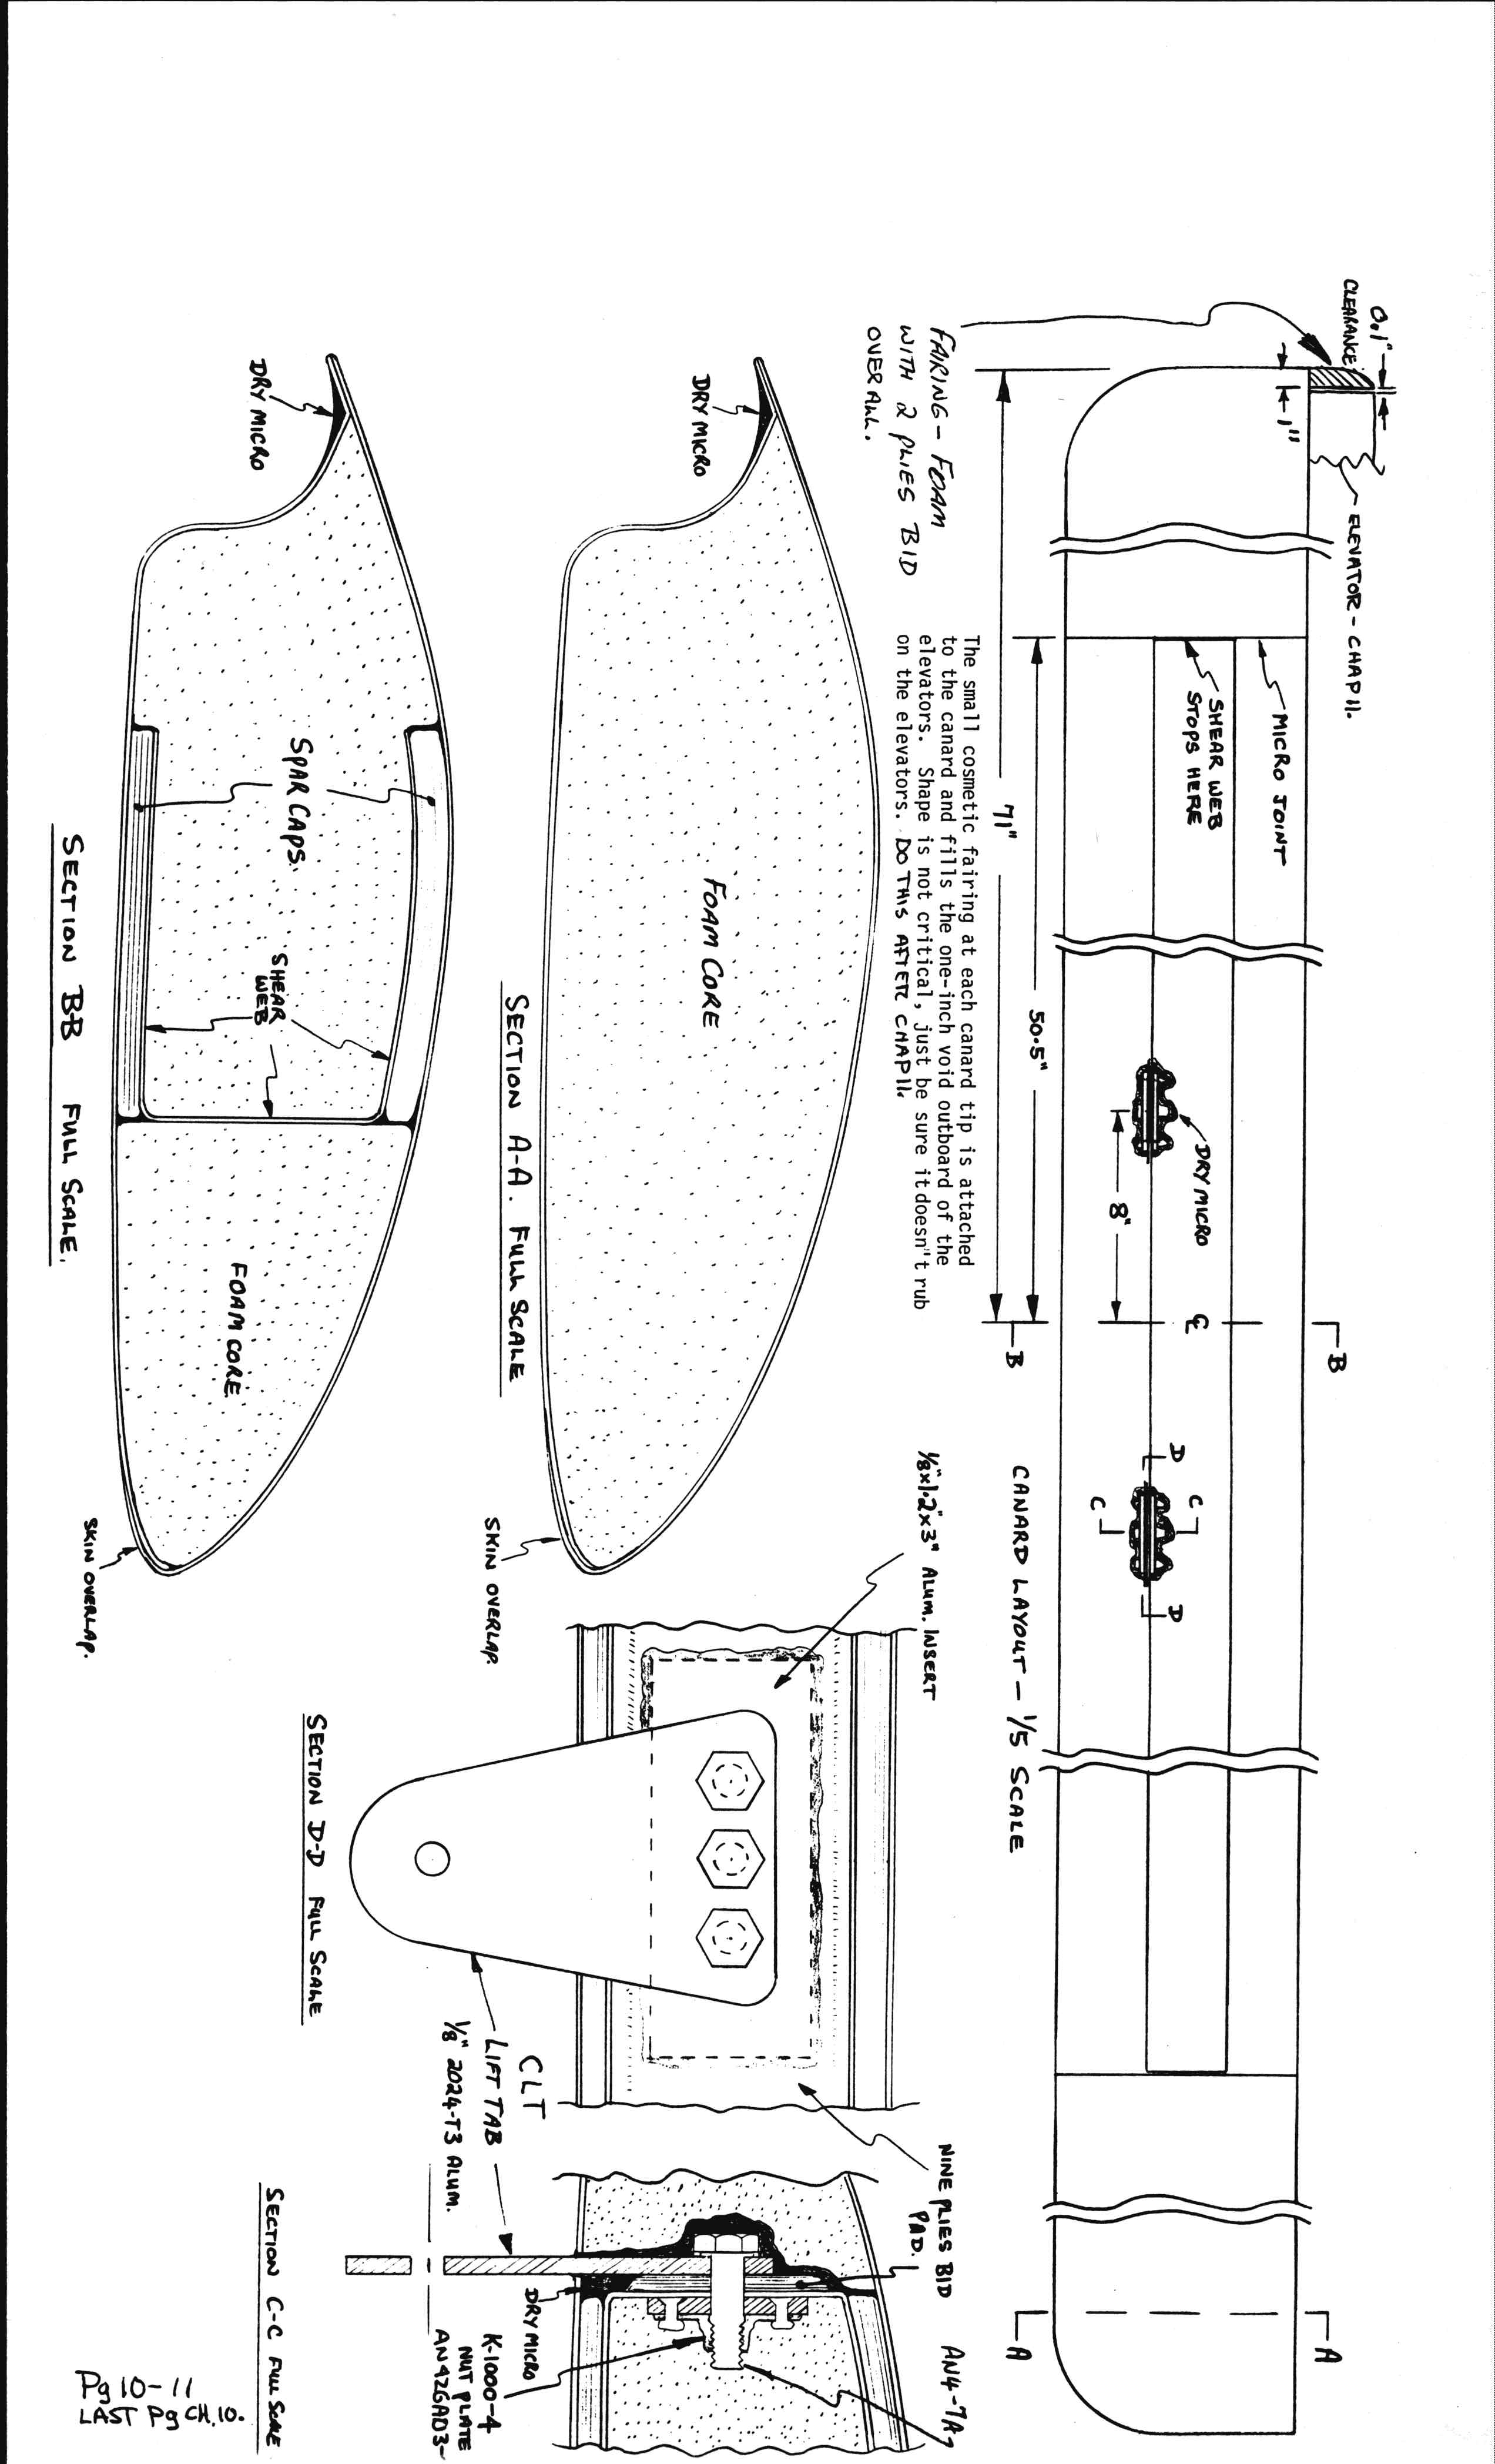 0.1"
CLEARANCE
1"
ELEVATOR - CHAP 11.
MICRO JOINT
SHEAR WEB
STOPS HERE
DRY MICRO
8"
℄
B
B
50.5"
71"
D
D
C
C
A
A
CANARD LAYOUT - 1/5 SCALE
FAIRING - FOAM
WITH 2 PLIES BID
OVER ALL.
The small cosmetic fairing at each canard tip is attached
to the canard and fills the one-inch void outboard of the
elevators. Shape is not critical, just be sure it doesn"t rub
on the elevators. DO THIS AFTER CHAP 11.
DRY MICRO
FOAM CORE
SKIN OVERLAP.
SECTION A-A. FULL SCALE
DRY MICRO
SPAR CAPS.
SHEAR
WEB
FOAM CORE
SKIN OVERLAP.
SECTION BB FULL SCALE.
1/8"x1.2"x3" ALUM. INSERT
NINE PLIES BID
PAD.
CLT
LIFT TAB
1/8" 2024-T3 ALUM.
SECTION D-D FULL SCALE
AN4-7A
DRY MICRO
K-1000-4
NUT PLATE
AN426AD3-
SECTION C-C FULL SCALE
Pg 10-11
LAST Pg CH.10.